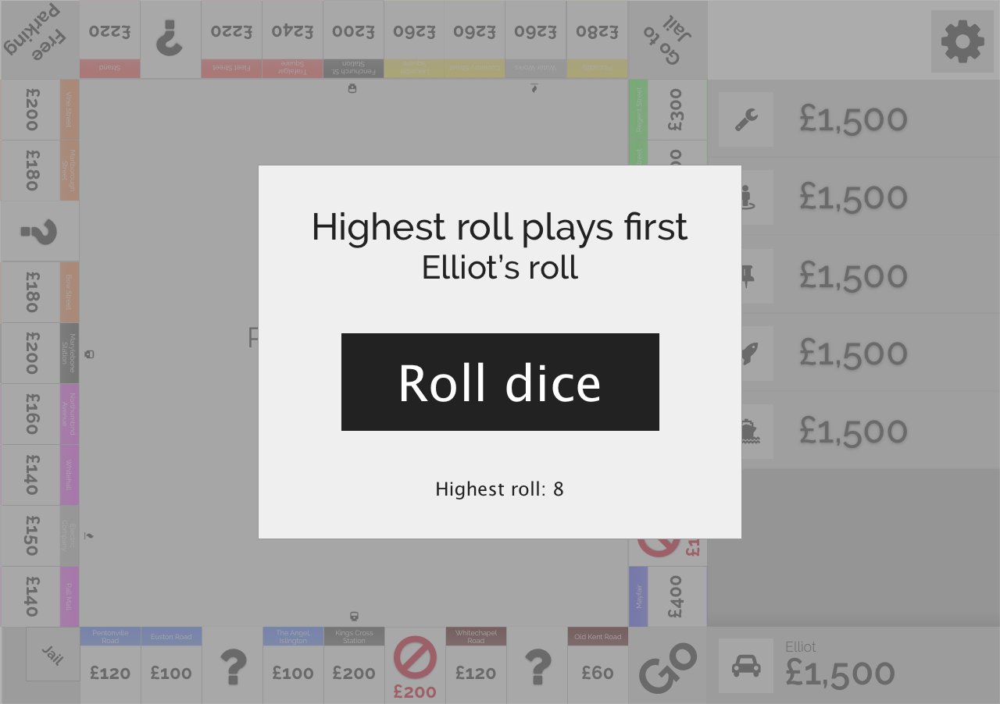 Free
Parking
£220
?
£220
£240
£200
£260
£260
£260
£280
Go to
Jail
Strand
Fleet Street
Trafalgar
Square
Fenchurch St
Station
Leicester
Square
Coventry Street
Water Works
Piccadilly
£200
Vine Street
£180
Marlborough
Street
?
£180
Bow Street
£200
Marylebone
Station
£160
Northumbrlnd
Avenue
£140
Whitehall
£150
Electric
Company
£140
Pall Mall
Regent Street
£300
£1,500
£1,500
£1,500
£1,500
£1,500
Highest roll plays first
Elliot’s roll
Roll dice
Highest roll: 8
Mayfair
£400
Jail
Pentonville
Road
£120
Euston Road
£100
?
The Angel,
Islington
£100
Kings Cross
Station
£200
£200
Whitechapel
Road
£120
?
Old Kent Road
£60
GO
Elliot
£1,500